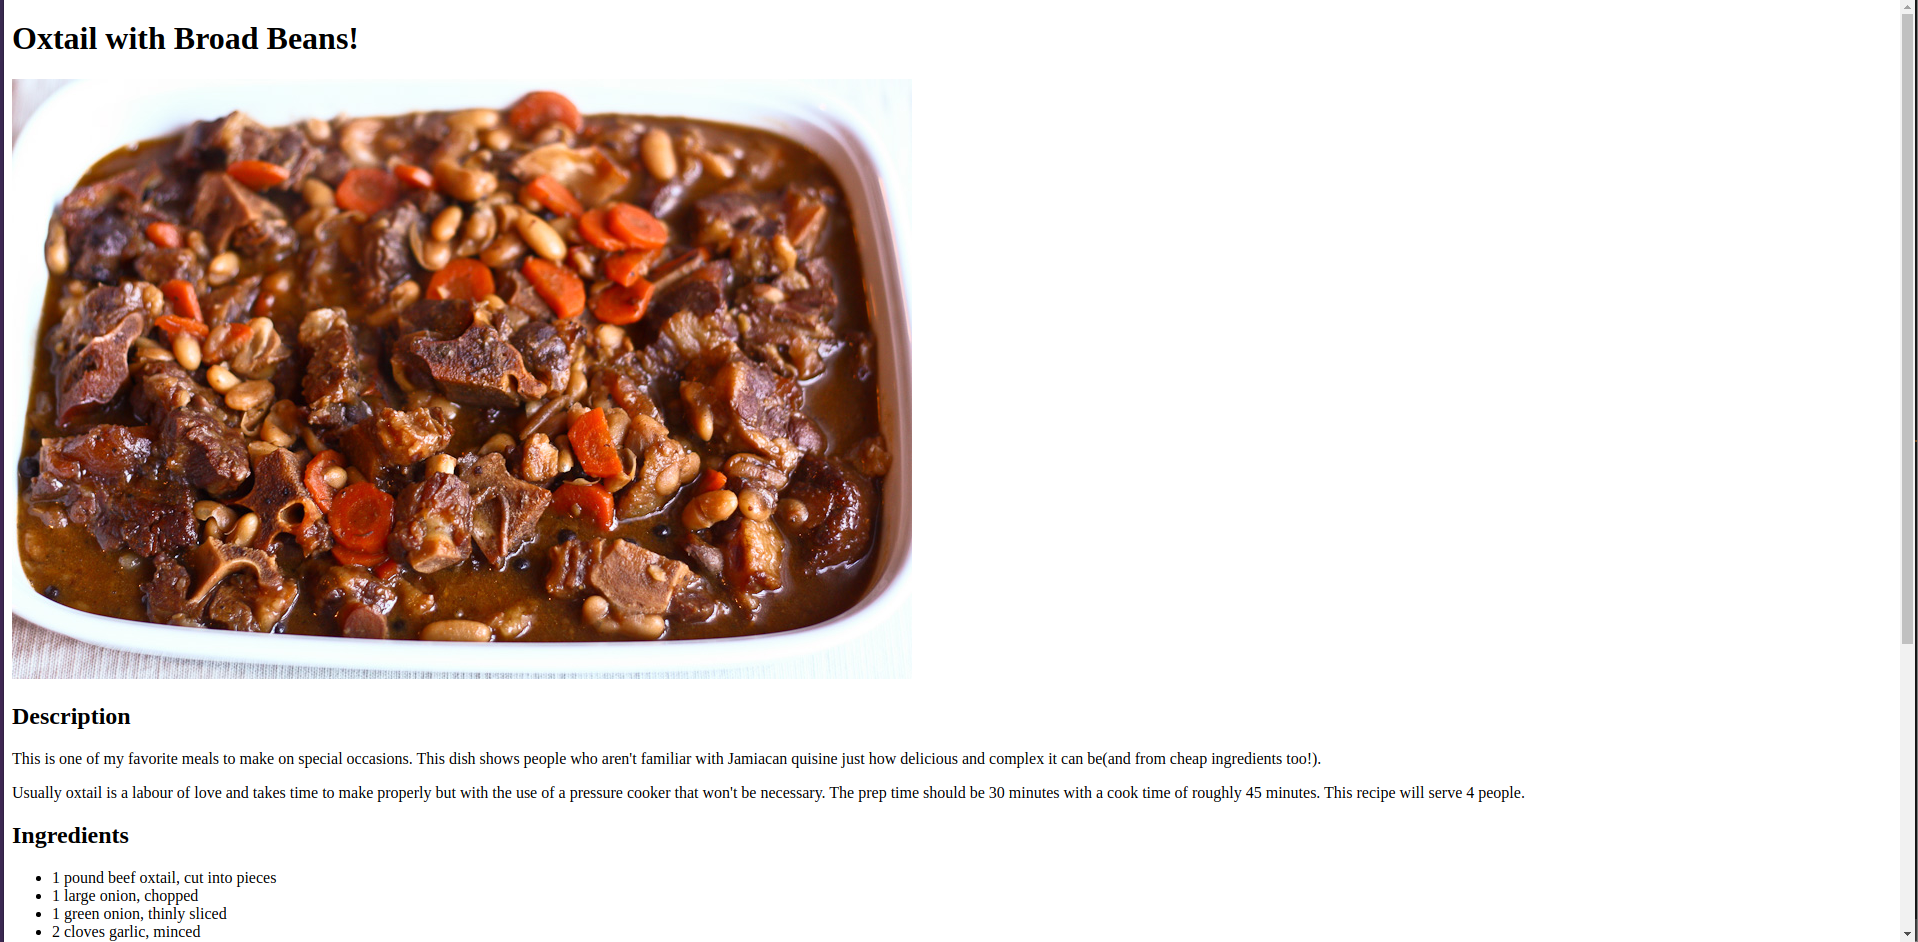 Oxtail with Broad Beans!
Description
This is one of my favorite meals to make on special occasions. This dish shows people who aren't familiar with Jamiacan quisine just how delicious and complex it can be(and from cheap ingredients too!).
Usually oxtail is a labour of love and takes time to make properly but with the use of a pressure cooker that won't be necessary. The prep time should be 30 minutes with a cook time of roughly 45 minutes. This recipe will serve 4 people.
Ingredients
1 pound beef oxtail, cut into pieces
1 large onion, chopped
1 green onion, thinly sliced
2 cloves garlic, minced